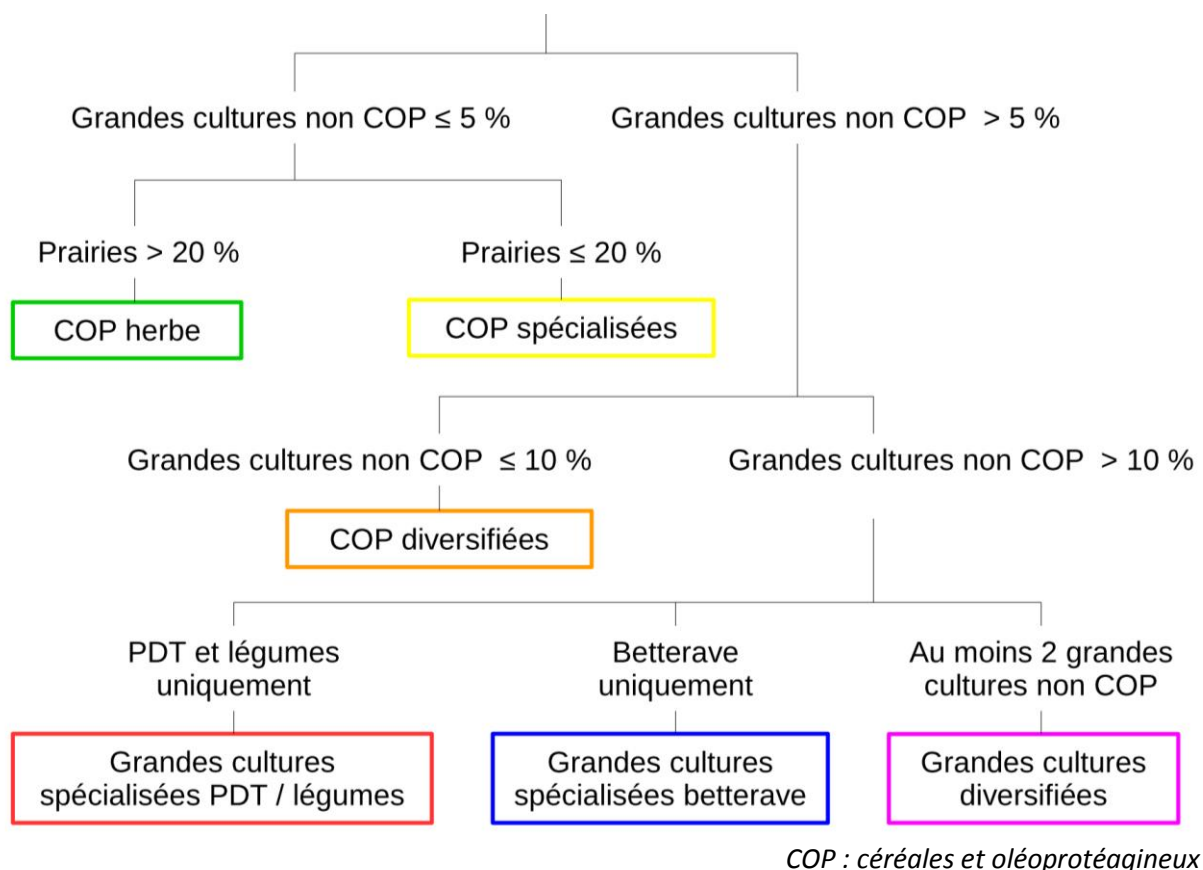 Grandes cultures non COP ≤ 5 %
Grandes cultures non COP > 5 %
Prairies > 20 %
Prairies ≤ 20 %
COP herbe
COP spécialisées
Grandes cultures non COP ≤ 10 %
Grandes cultures non COP > 10 %
COP diversifiées
PDT et légumes
uniquement
Betterave
uniquement
Au moins 2 grandes
cultures non COP
Grandes cultures
spécialisées PDT / légumes
Grandes cultures
spécialisées betterave
Grandes cultures
diversifiées
COP : céréales et oléoprotéagineux